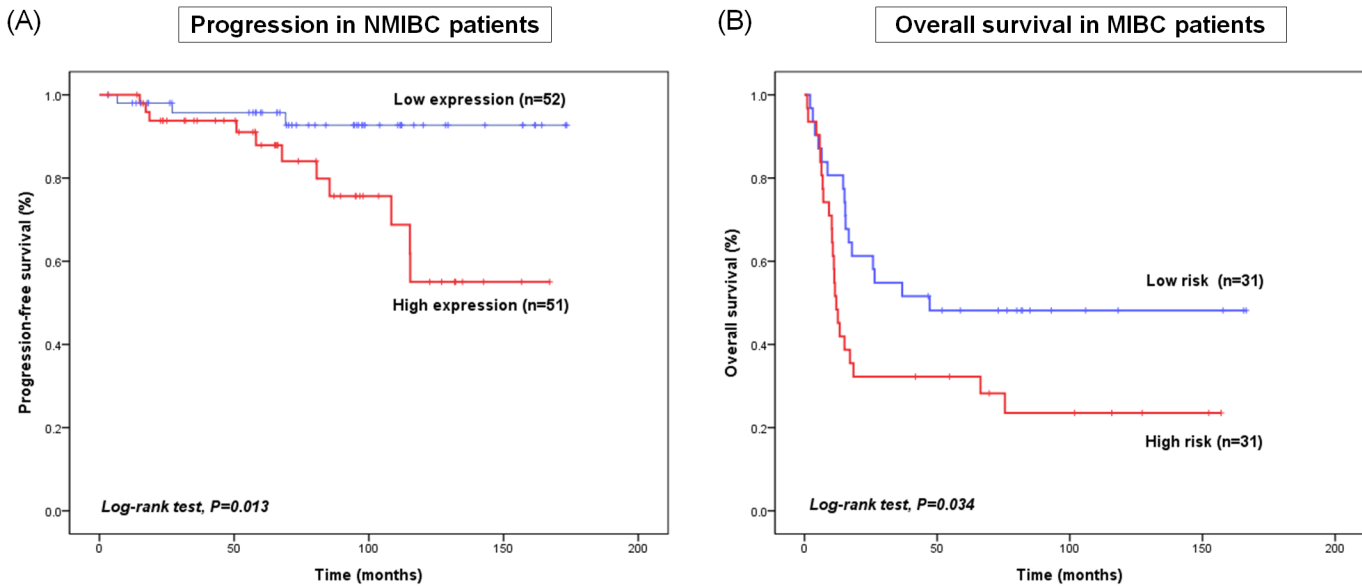 (A)
Progression in NMIBC patients
1.0
0.8
0.6
0.4
0.2
0.0
Progression-free survival (%)
Low expression (n=52)
High expression (n=51)
Log-rank test, P=0.013
0
50
100
150
200
Time (months)
(B)
Overall survival in MIBC patients
1.0
0.8
0.6
0.4
0.2
0.0
Overall survival (%)
Low risk (n=31)
High risk (n=31)
Log-rank test, P=0.034
0
50
100
150
200
Time (months)